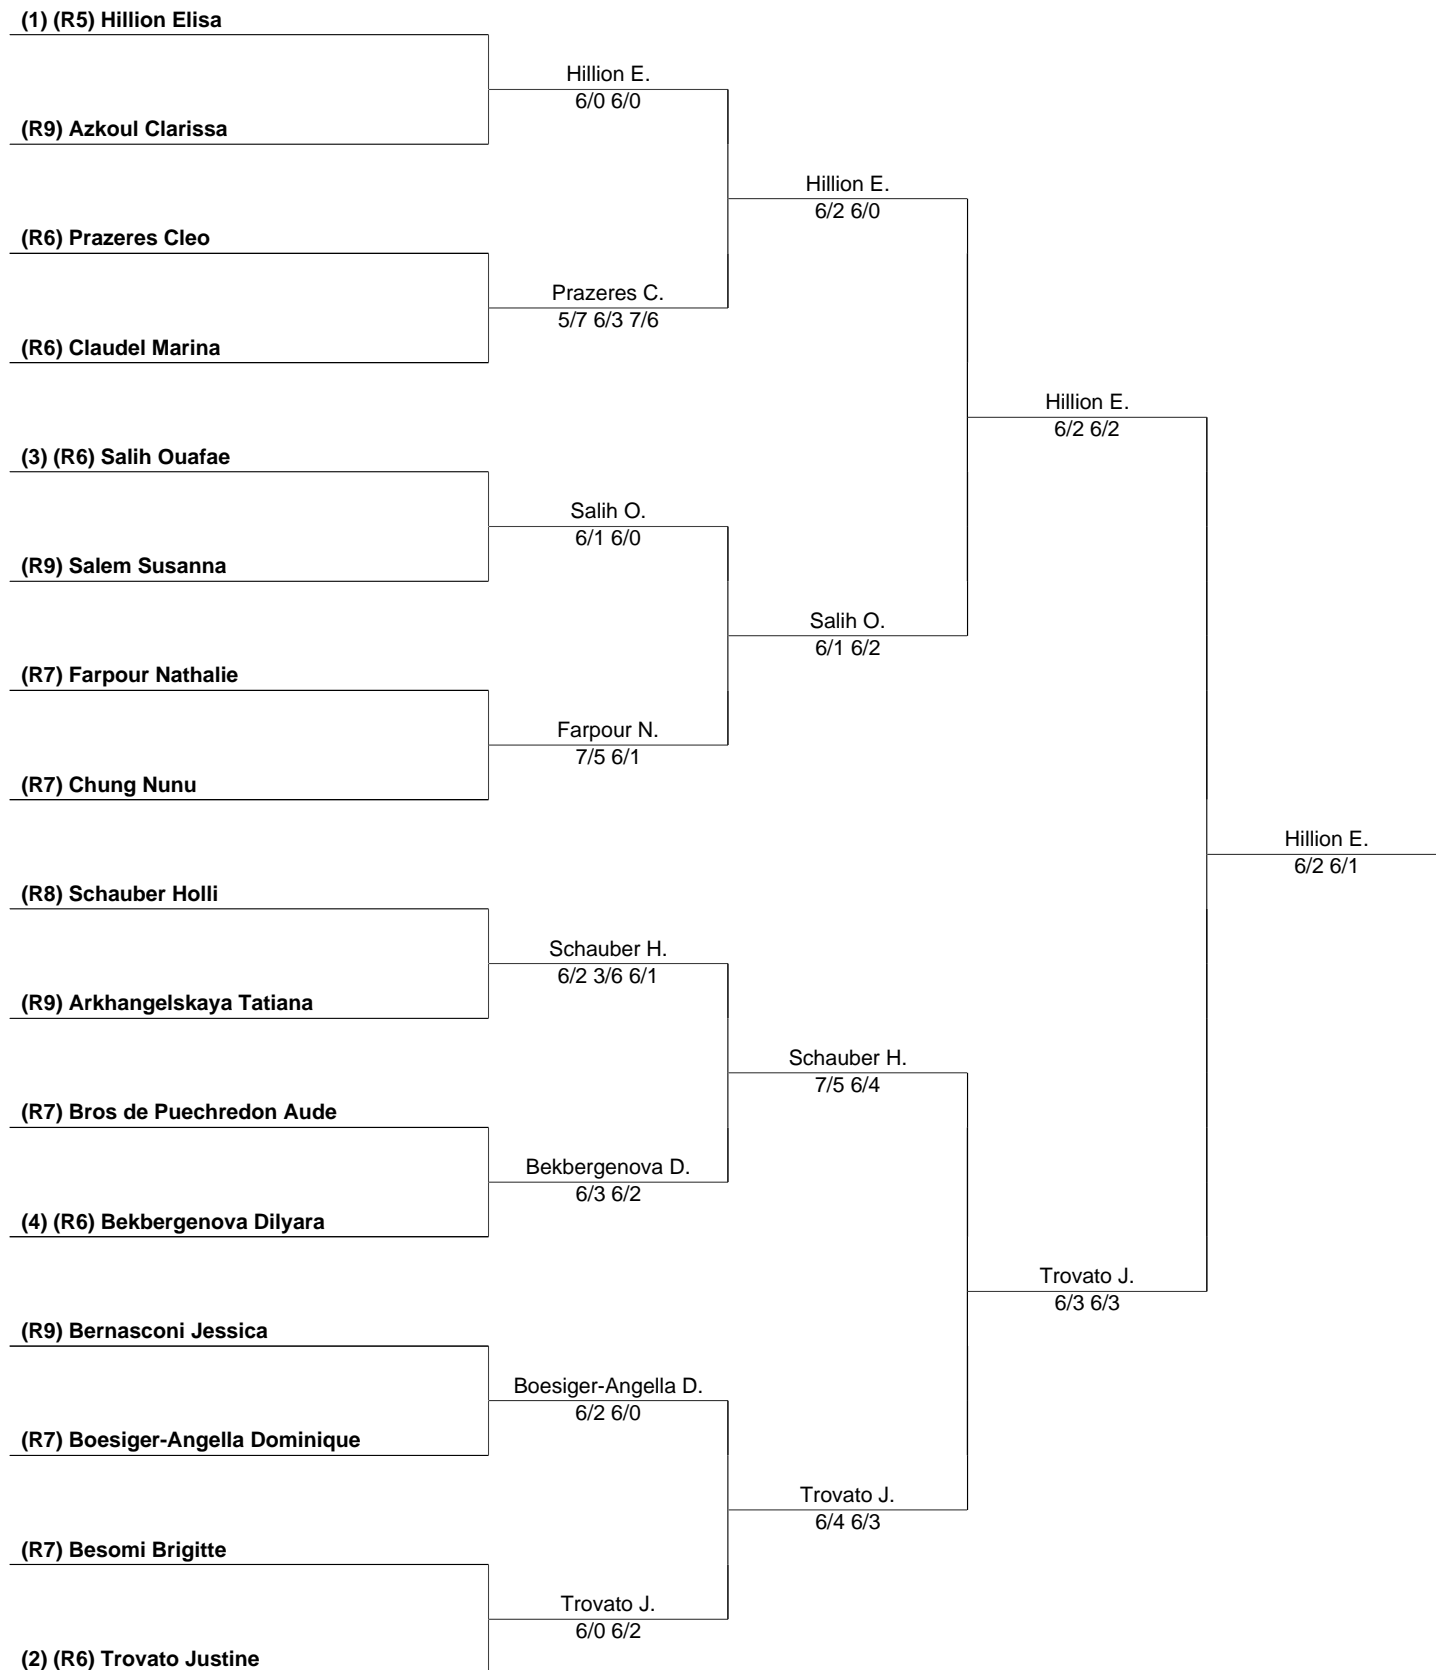 (1) (R5) Hillion Elisa
Hillion E.
6/0 6/0
(R9) Azkoul Clarissa
Hillion E.
6/2 6/0
(R6) Prazeres Cleo
Prazeres C.
5/7 6/3 7/6
(R6) Claudel Marina
Hillion E.
6/2 6/2
(3) (R6) Salih Ouafae
Salih O.
6/1 6/0
(R9) Salem Susanna
Salih O.
6/1 6/2
(R7) Farpour Nathalie
Farpour N.
7/5 6/1
(R7) Chung Nunu
Hillion E.
6/2 6/1
(R8) Schauber Holli
Schauber H.
6/2 3/6 6/1
(R9) Arkhangelskaya Tatiana
Schauber H.
7/5 6/4
(R7) Bros de Puechredon Aude
Bekbergenova D.
6/3 6/2
(4) (R6) Bekbergenova Dilyara
Trovato J.
6/3 6/3
(R9) Bernasconi Jessica
Boesiger-Angella D.
6/2 6/0
(R7) Boesiger-Angella Dominique
Trovato J.
6/4 6/3
(R7) Besomi Brigitte
Trovato J.
6/0 6/2
(2) (R6) Trovato Justine